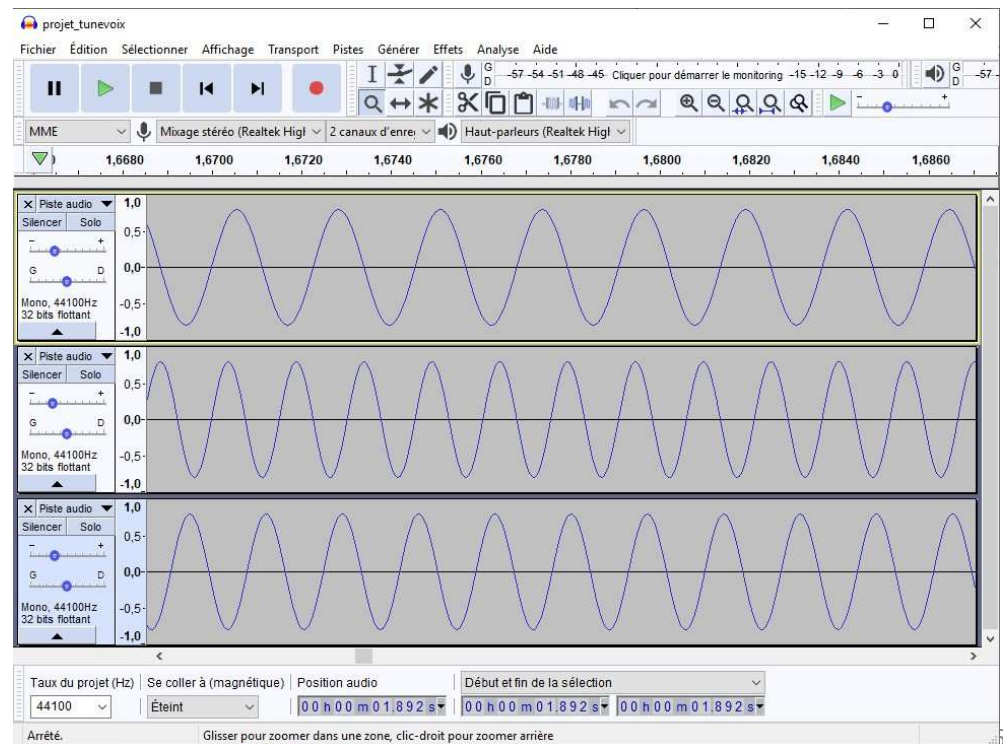 projet_tunevoix
Fichier Édition Sélectionner Affichage Transport Pistes Générer Effets Analyse Aide
G D -57 -54 -51 -48 -45 Cliquer pour démarrer le monitoring -15 -12 -9 -6 -3 0 G D -57
MME Mixage stéréo (Realtek High 2 canaux d'enre Haut-parleurs (Realtek High
1,6680 1,6700 1,6720 1,6740 1,6760 1,6780 1,6800 1,6820 1,6840 1,6860
Piste audio 1,0
Silencer Solo
0,5
- +
G D 0,0
Mono, 44100Hz
32 bits flottant
-0,5
-1,0
Piste audio 1,0
Silencer Solo
0,5
- +
G D 0,0
Mono, 44100Hz
32 bits flottant
-0,5
-1,0
Piste audio 1,0
Silencer Solo
0,5
- +
G D 0,0
Mono, 44100Hz
32 bits flottant
-0,5
-1,0
Taux du projet (Hz) Se coller à (magnétique) Position audio Début et fin de la sélection
44100 Éteint 00 h 00 m 01.892 s 00 h 00 m 01.892 s 00 h 00 m 01.892 s
Arrêté. Glisser pour zoomer dans une zone, clic-droit pour zoomer arrière